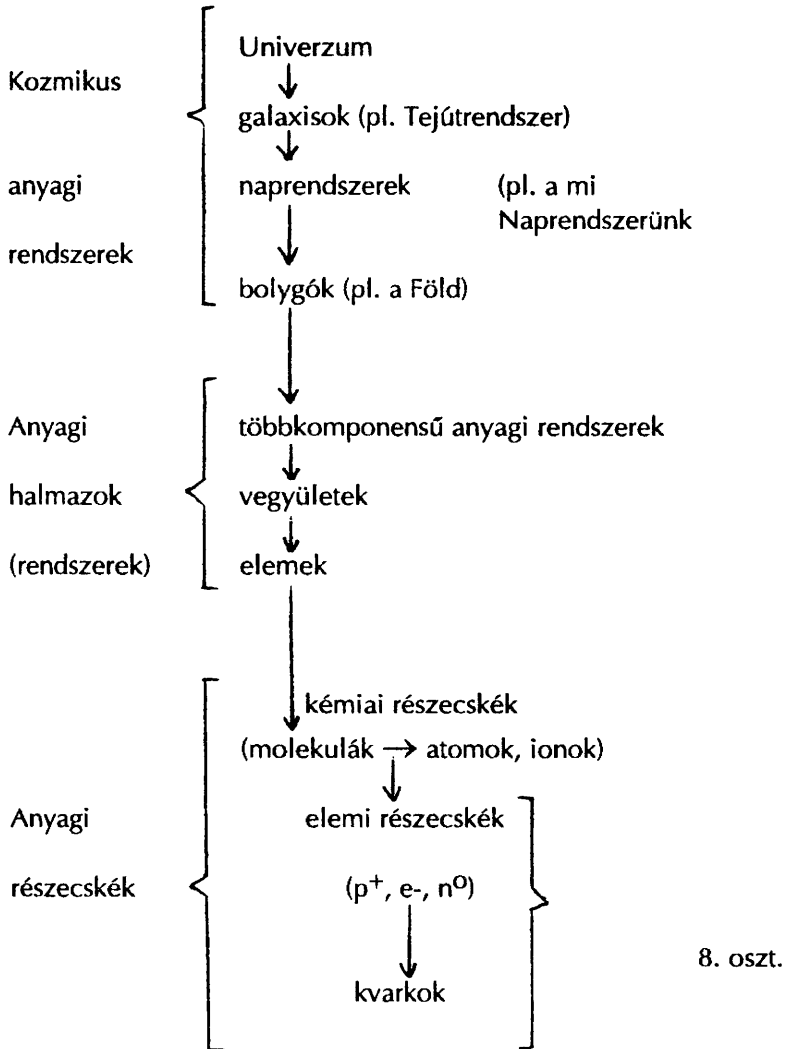 Univerzum
Kozmikus
galaxisok (pl. Tejútrendszer)
anyagi naprendszerek (pl. a mi
Naprendszerünk
rendszerek
bolygók (pl. a Föld)
Anyagi többkomponensű anyagi rendszerek
halmazok vegyületek
(rendszerek) elemek
kémiai részecskék
(molekulák → atomok, ionok)
Anyagi elemi részecskék
részecskék (p+, e-, nO)
8. oszt.
kvarkok